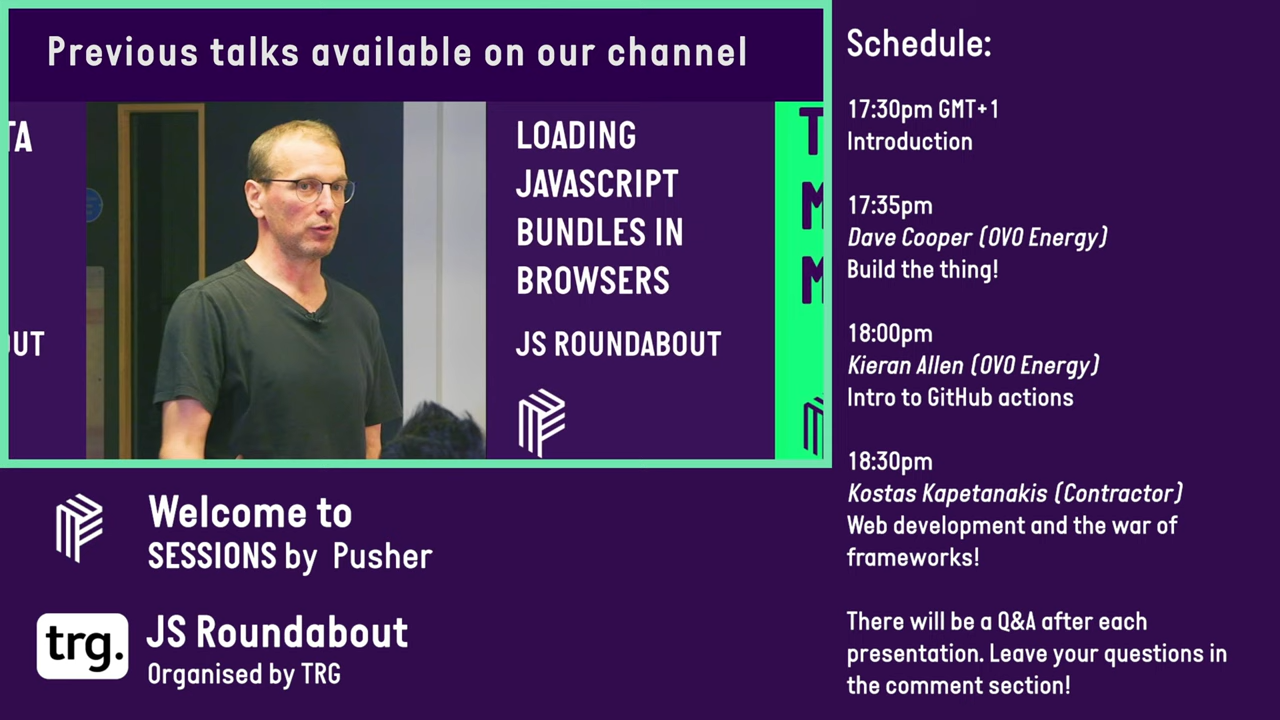 Previous talks available on our channel
TA
OUT
LOADING
JAVASCRIPT
BUNDLES IN
BROWSERS
JS ROUNDABOUT
T
M
M
Welcome to
SESSIONS by Pusher
trg.
JS Roundabout
Organised by TRG
Schedule:
17:30pm GMT+1
Introduction
17:35pm
Dave Cooper (OVO Energy)
Build the thing!
18:00pm
Kieran Allen (OVO Energy)
Intro to GitHub actions
18:30pm
Kostas Kapetanakis (Contractor)
Web development and the war of
frameworks!
There will be a Q&A after each
presentation. Leave your questions in
the comment section!